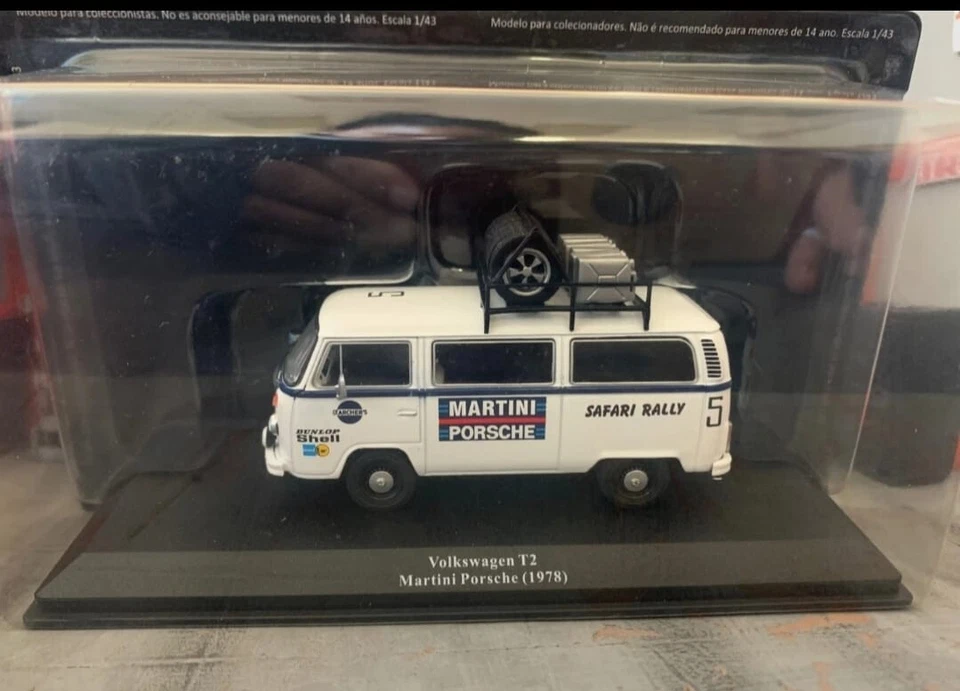 Modelo para coleccionistas. No es aconsejable para menores de 14 años. Escala 1/43
Modelo para colecionadores. Não é recomendado para menores de 14 ano. Escala 1/43
5
MARTINI
PORSCHE
SAFARI RALLY
5
DUNLOP
Shell
Volkswagen T2
Martini Porsche (1978)